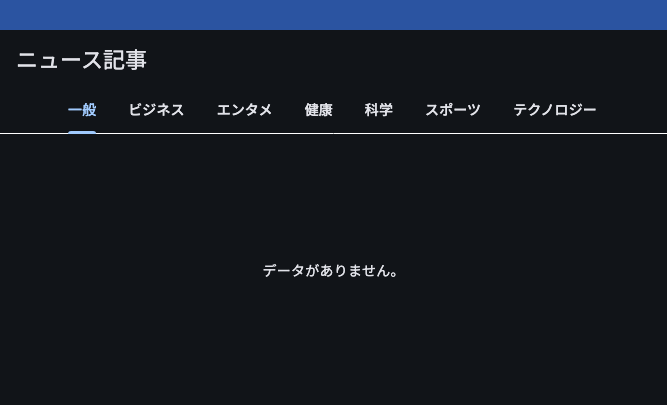 ニュース記事
一般 ビジネス エンタメ 健康 科学 スポーツ テクノロジー
データがありません。